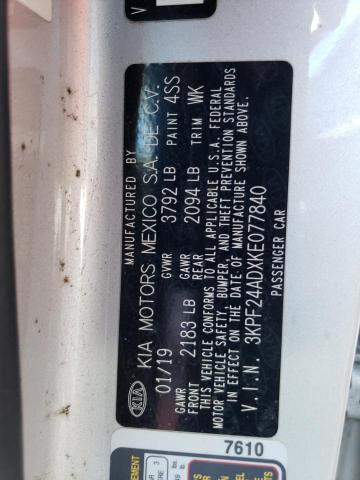 V
MANUFACTURED BY
KIA KIA MOTORS MEXICO S.A. DE C.V.
01/19 GVWR 3792 LB PAINT 4SS
GAWR FRONT 2183 LB GAWR REAR 2094 LB TRIM WK
THIS VEHICLE CONFORMS TO ALL APPLICABLE U.S.A. FEDERAL
MOTOR VEHICLE SAFETY, BUMPER, AND THEFT PREVENTION STANDARDS
IN EFFECT ON THE DATE OF MANUFACTURE SHOWN ABOVE.
V.I.N. 3KPF24ADXKE077840
PASSENGER CAR
7610